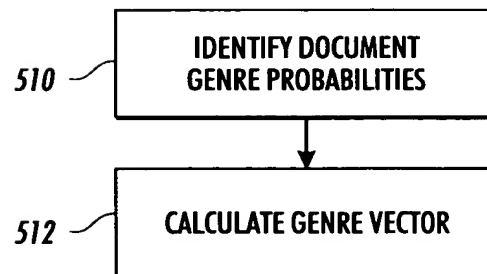 IDENTIFY DOCUMENT
GENRE PROBABILITIES
510
CALCULATE GENRE VECTOR
512